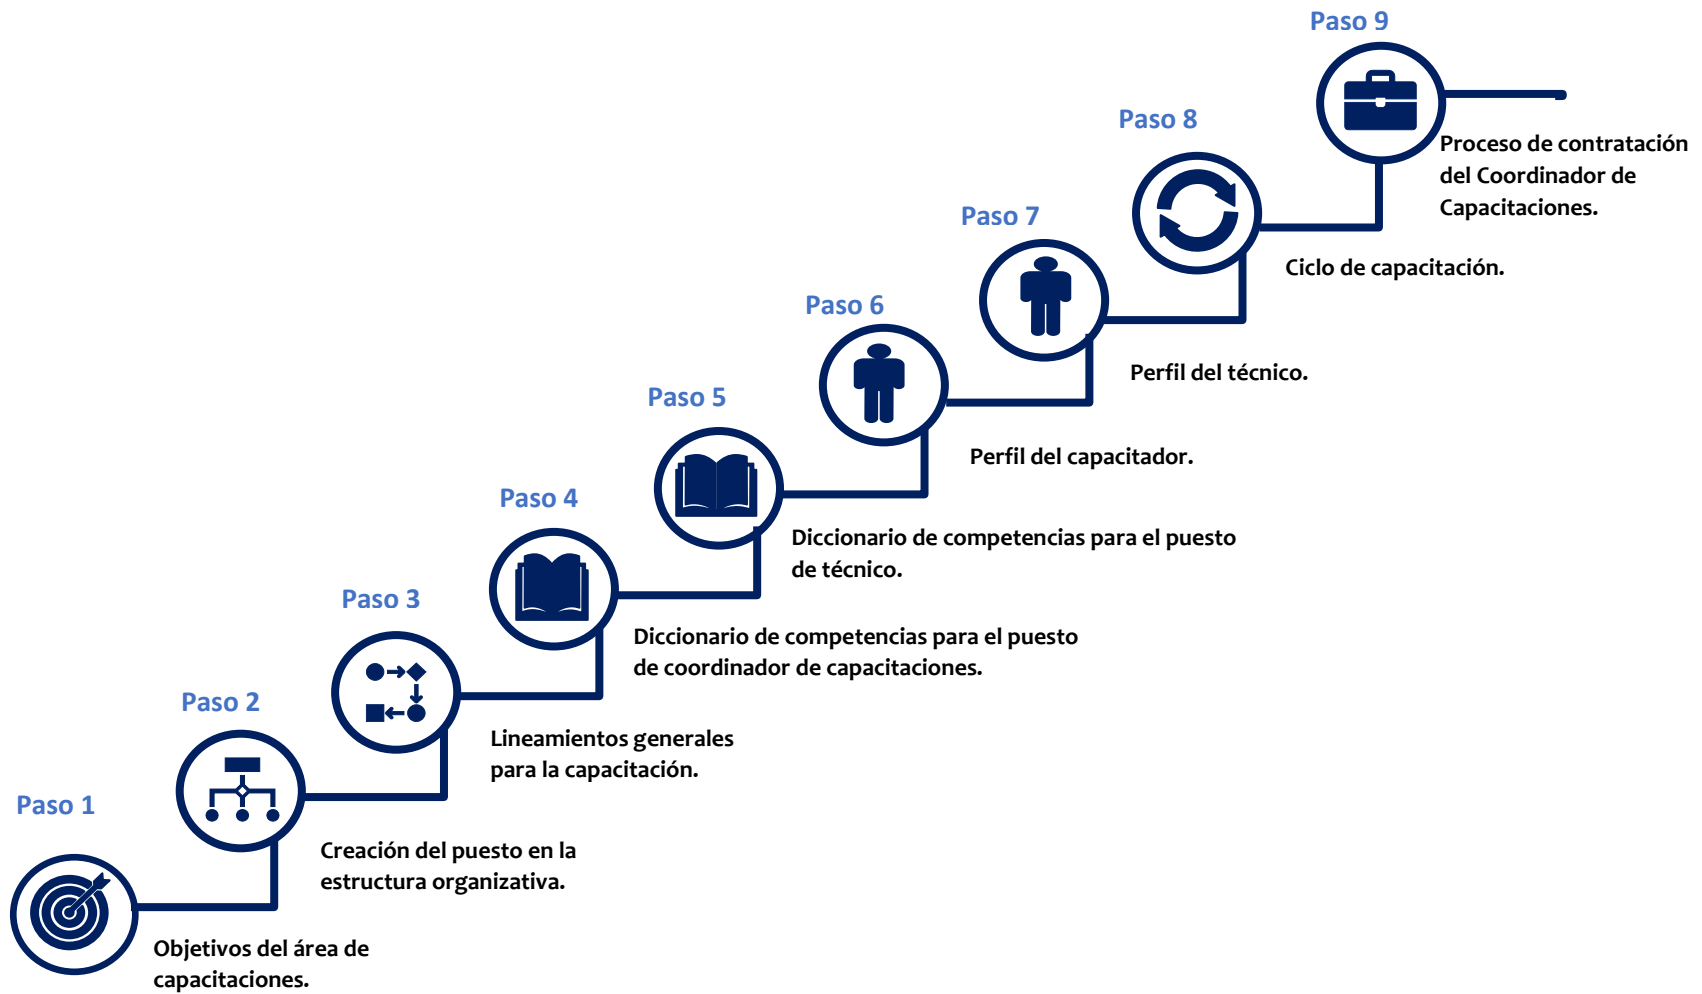 Paso 1
Objetivos del área de
capacitaciones.
Paso 2
Creación del puesto en la
estructura organizativa.
Paso 3
Lineamientos generales
para la capacitación.
Paso 4
Diccionario de competencias para el puesto
de coordinador de capacitaciones.
Paso 5
Diccionario de competencias para el puesto
de técnico.
Paso 6
Perfil del capacitador.
Paso 7
Perfil del técnico.
Paso 8
Ciclo de capacitación.
Paso 9
Proceso de contratación
del Coordinador de
Capacitaciones.